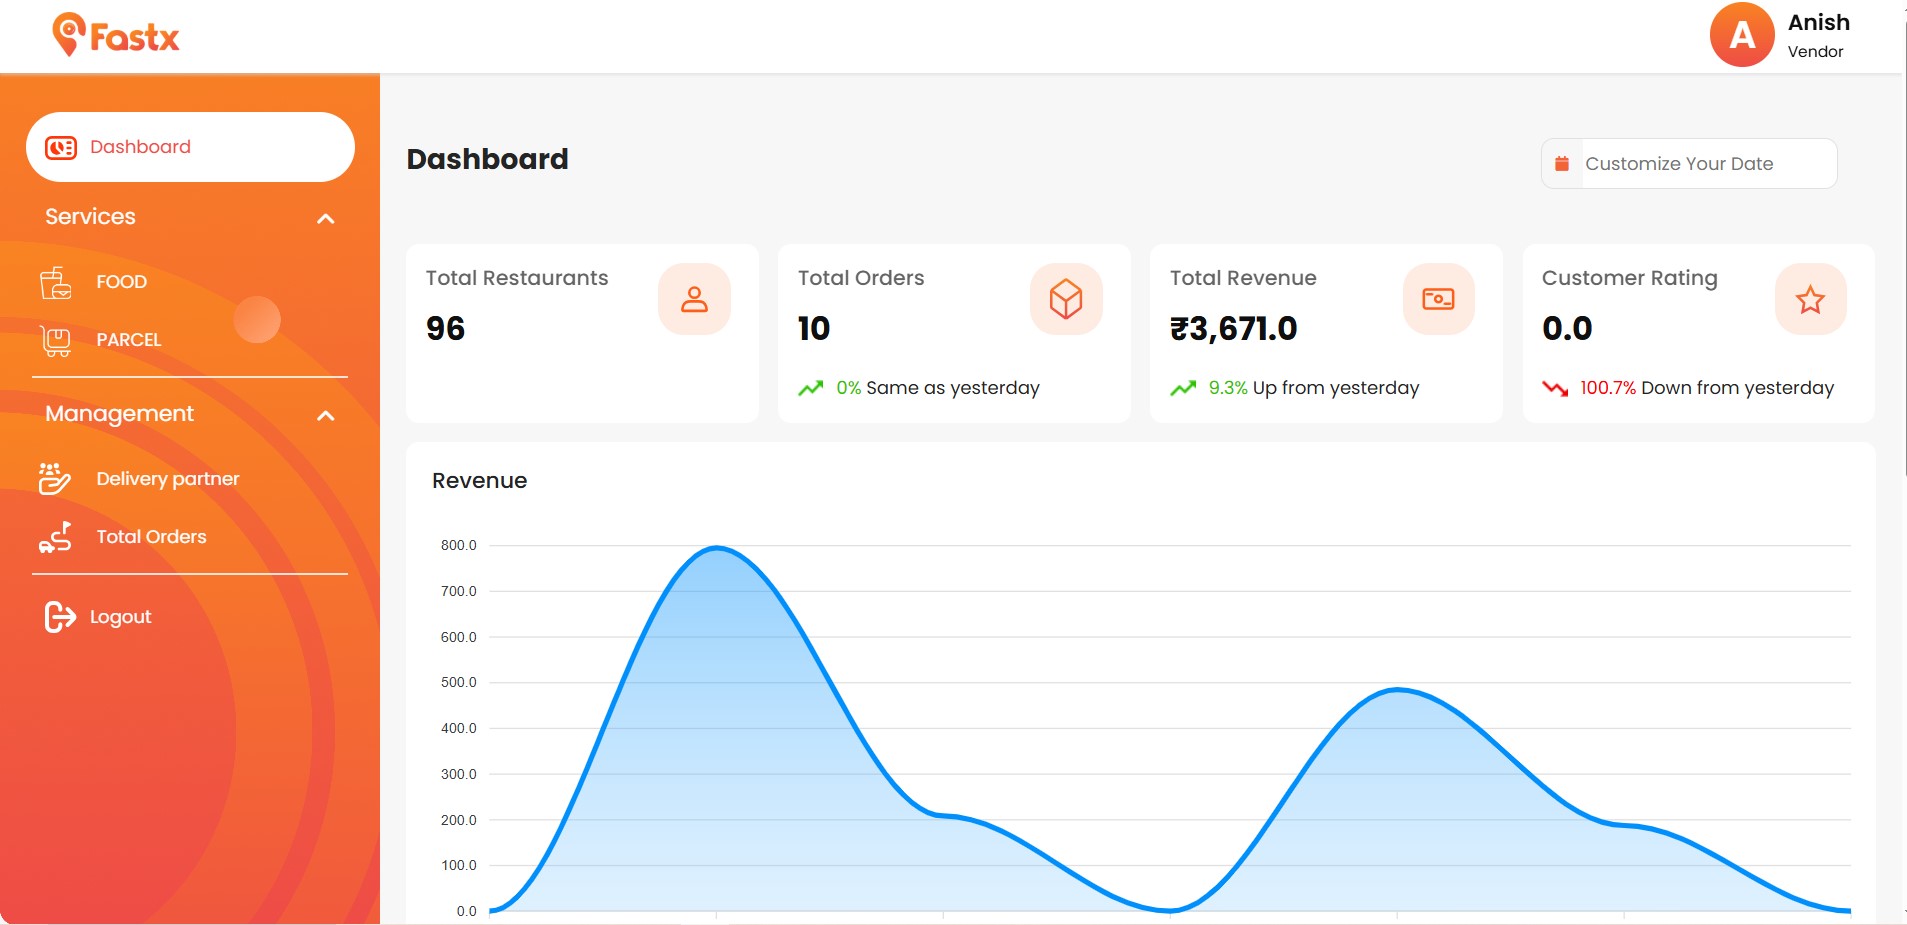 Fastx
A
Anish
Vendor
Dashboard
Services
FOOD
PARCEL
Management
Delivery partner
Total Orders
Logout
Dashboard
Customize Your Date
Total Restaurants
96
Total Orders
10
0% Same as yesterday
Total Revenue
₹3,671.0
9.3% Up from yesterday
Customer Rating
0.0
100.7% Down from yesterday
Revenue
800.0
700.0
600.0
500.0
400.0
300.0
200.0
100.0
0.0